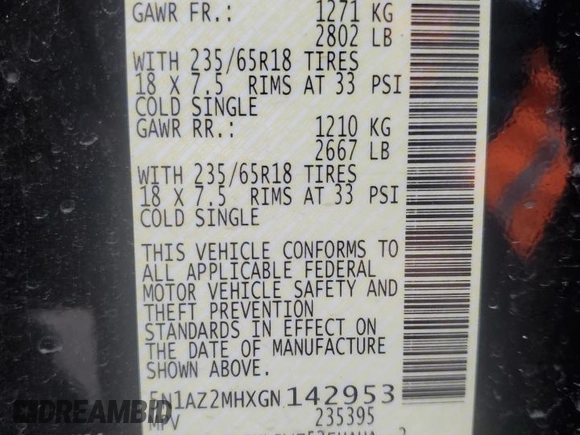 GAWR FR.: 1271 KG
2802 LB
WITH 235/65R18 TIRES
18 X 7.5 RIMS AT 33 PSI
COLD SINGLE
GAWR RR.: 1210 KG
2667 LB
WITH 235/65R18 TIRES
18 X 7.5 RIMS AT 33 PSI
COLD SINGLE
THIS VEHICLE CONFORMS TO
ALL APPLICABLE FEDERAL
MOTOR VEHICLE SAFETY AND
THEFT PREVENTION
STANDARDS IN EFFECT ON
THE DATE OF MANUFACTURE
SHOWN ABOVE.
5N1AZ2MHXGN 142953
MPV 235395
DREAMBID